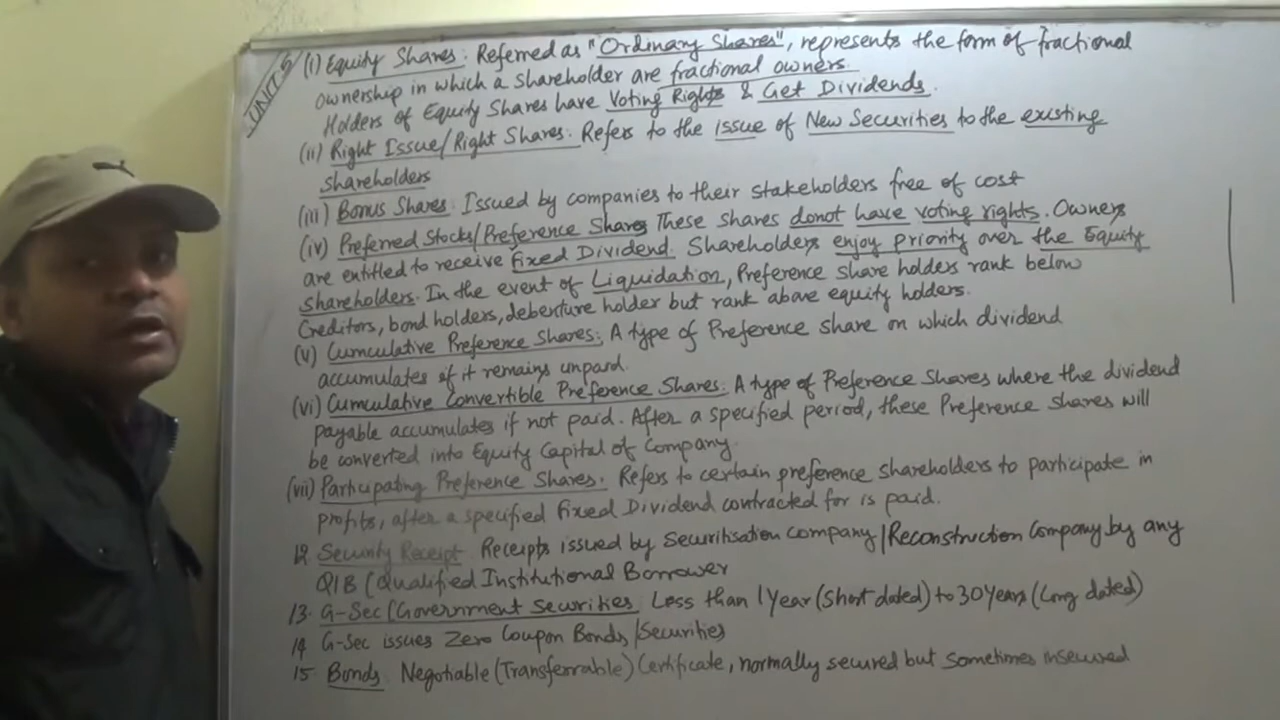 UNIT 5
(i) Equity Shares: Referred as "Ordinary Shares", represents the form of fractional
ownership in which a shareholder are fractional owners.
Holders of Equity Shares have Voting Rights & Get Dividends.
(ii) Right Issue/Right Shares: Refers to the issue of New Securities to the existing
shareholders
(iii) Bonus Shares: Issued by companies to their stakeholders free of cost
(iv) Preferred Stocks/Preference Shares These shares donot have voting rights. Owners
are entitled to receive fixed Dividend. Shareholders enjoy priority over the Equity
shareholders. In the event of Liquidation, Preference share holders rank below
Creditors, bond holders, debenture holder but rank above equity holders.
(v) Cumculative Preference Shares: A type of Preference share on which dividend
accumulates if it remains unpaid.
(vi) Cumculative Convertible Preference Shares: A type of Preference Shares where the dividend
payable accumulates if not paid. After a specified period, these Preference Shares will
be converted into Equity Capital of Company.
(vii) Participating Preference Shares. Refers to certain preference shareholders to participate in
profits, after a specified Fixed Dividend contracted for is paid.
12 Security Receipt Receipts issued by Securitisation company/Reconstruction Company by any
QIB (Qualified Institutional Borrower
13. G-Sec (Government Securities Less than 1 Year (Short dated) to 30 Years (Long dated)
14 G-Sec issues Zero Coupon Bonds/Securities
15. Bonds Negotiable (Transferrable) Certificate, normally secured but sometimes insecured